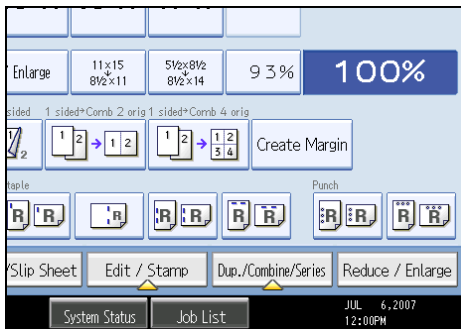 Enlarge 11×15 8½×11 5½×8½ 8½×14 93% 100%
sided 1 sided→Comb 2 orig 1 sided→Comb 4 orig
2 1 2 1 2 1 2 1 2 3 4 Create Margin
taple Punch
R R R R R R R R R R R
/Slip Sheet Edit / Stamp Dup./Combine/Series Reduce / Enlarge
System Status Job List JUL 6,2007
12:00PM